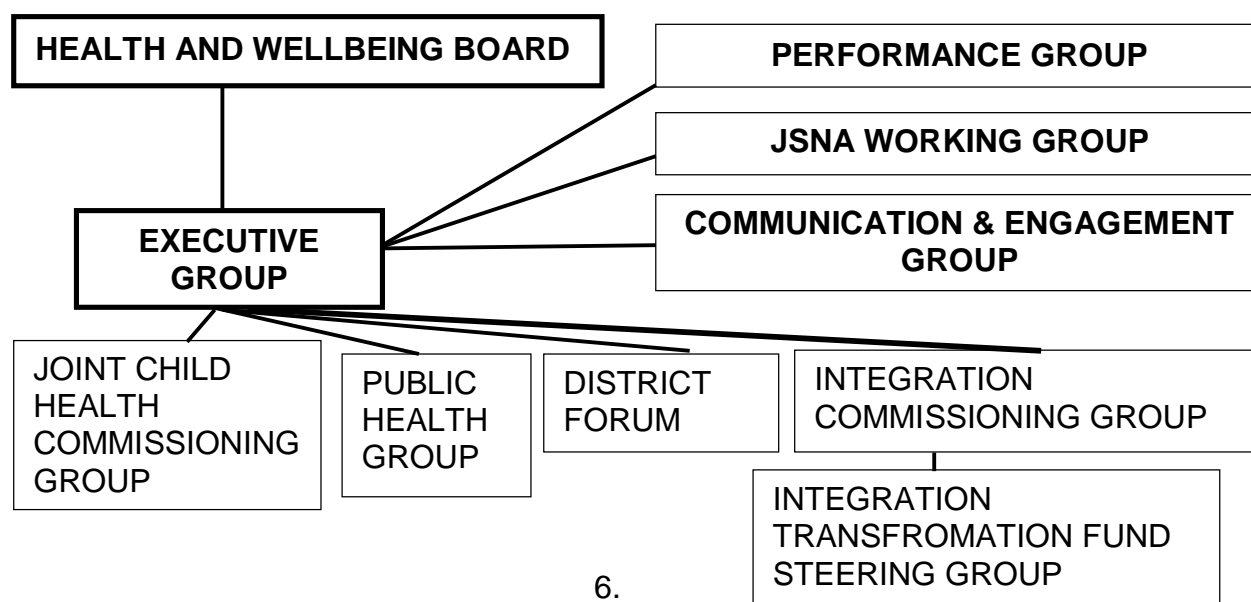 HEALTH AND WELLBEING BOARD
PERFORMANCE GROUP
JSNA WORKING GROUP
COMMUNICATION & ENGAGEMENT
GROUP
EXECUTIVE
GROUP
JOINT CHILD
HEALTH
COMMISSIONING
GROUP
PUBLIC
HEALTH
GROUP
DISTRICT
FORUM
INTEGRATION
COMMISSIONING GROUP
INTEGRATION
TRANSFROMATION FUND
STEERING GROUP
6.